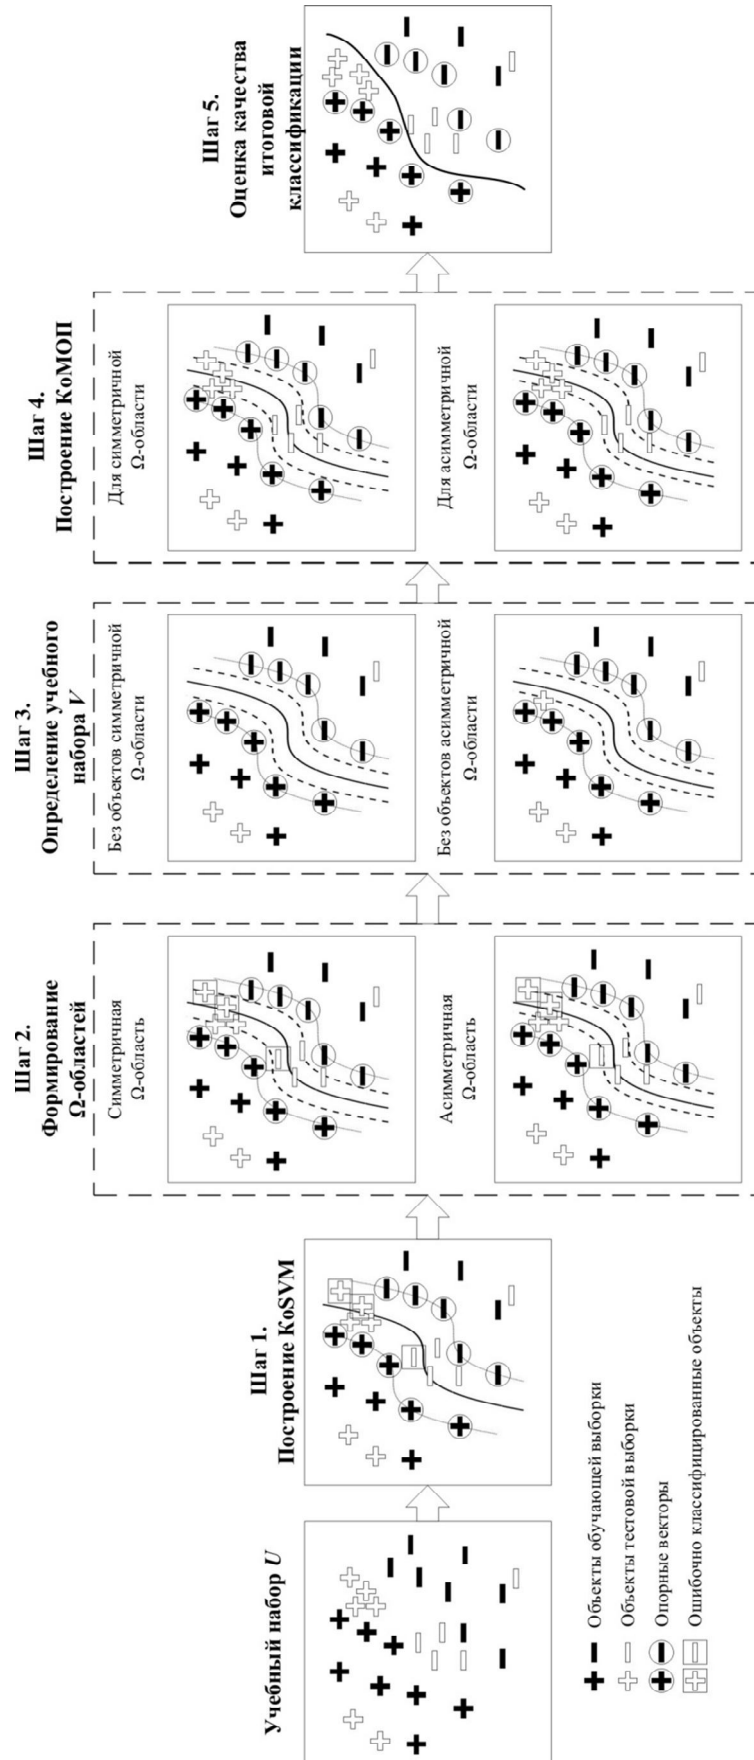 Учебный набор U
Шаг 1.
Построение KoSVM
Шаг 2.
Формирование
Ω-областей
Симметричная
Ω-область
Асимметричная
Ω-область
Шаг 3.
Определение учебного
набора V
Без объектов симметричной
Ω-области
Без объектов асимметричной
Ω-области
Шаг 4.
Построение КоМОП
Для симметричной
Ω-области
Для асимметричной
Ω-области
Шаг 5.
Оценка качества
итоговой
классификации
Объекты обучающей выборки
Объекты тестовой выборки
Опорные векторы
Ошибочно классифицированные объекты